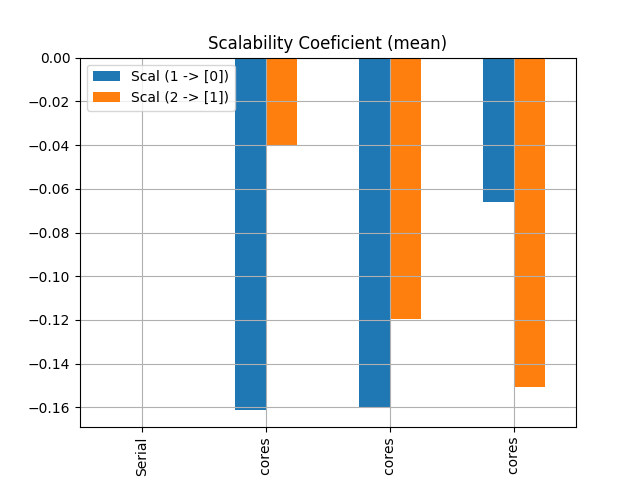 Scalability Coeficient (mean)
0.00
−0.02
−0.04
−0.06
−0.08
−0.10
−0.12
−0.14
−0.16
Scal (1 -> [0])
Scal (2 -> [1])
Serial
cores
cores
cores